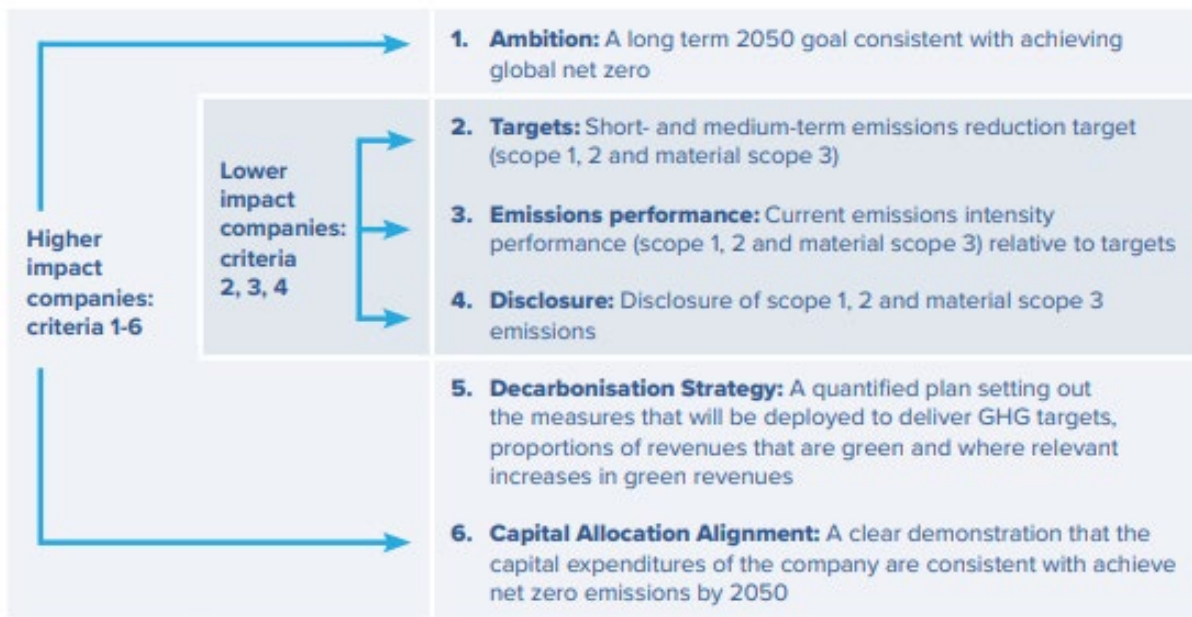 Higher
impact
companies:
criteria 1-6
Lower
impact
companies:
criteria
2, 3, 4
1. Ambition: A long term 2050 goal consistent with achieving
global net zero
2. Targets: Short- and medium-term emissions reduction target
(scope 1, 2 and material scope 3)
3. Emissions performance: Current emissions intensity
performance (scope 1, 2 and material scope 3) relative to targets
4. Disclosure: Disclosure of scope 1, 2 and material scope 3
emissions
5. Decarbonisation Strategy: A quantified plan setting out
the measures that will be deployed to deliver GHG targets,
proportions of revenues that are green and where relevant
increases in green revenues
6. Capital Allocation Alignment: A clear demonstration that the
capital expenditures of the company are consistent with achieve
net zero emissions by 2050